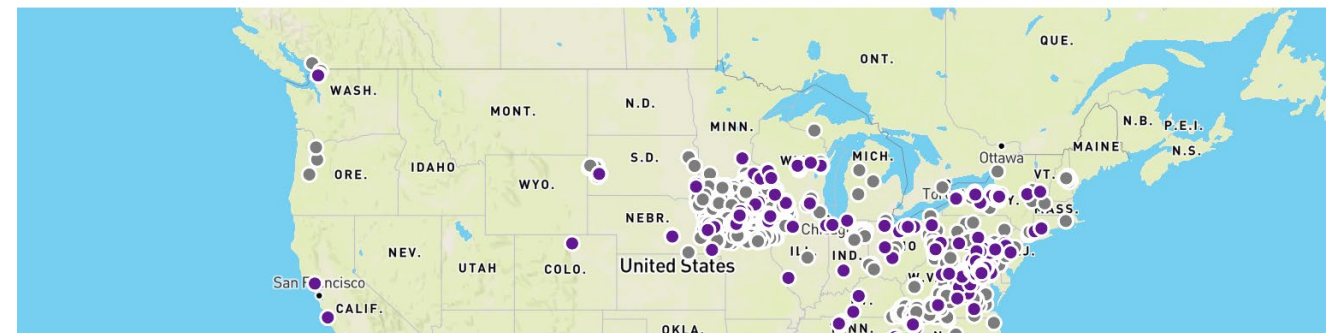 QUE.
ONT.
WASH.
MONT.
N.D.
MINN.
N.B.
P.E.I.
MAINE
N.S.
Ottawa
MICH.
S.D.
IDAHO
ORE.
VT.
WYO.
MASS.
NEBR.
NEV.
UTAH
COLO.
IND.
United States
CALIF.
OKLA.